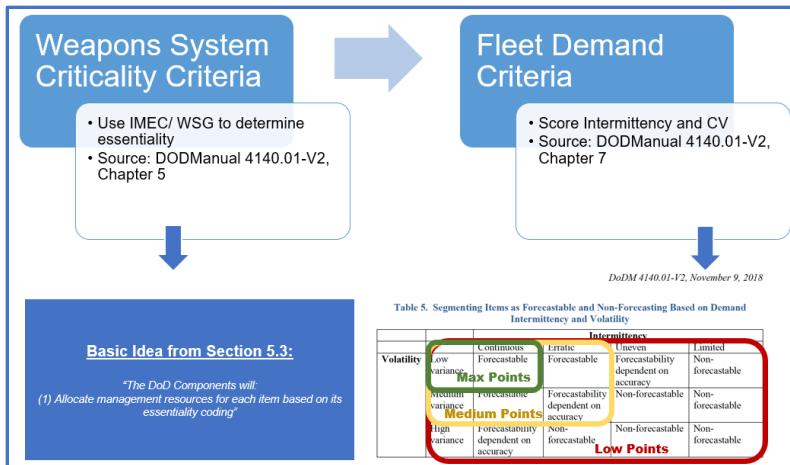 Weapons System
Criticality Criteria
Fleet Demand
Criteria
• Use IMEC/ WSG to determine
essentiality
• Source: DODManual 4140.01-V2,
Chapter 5
• Score Intermittency and CV
• Source: DODManual 4140.01-V2,
Chapter 7
Basic Idea from Section 5.3:
“The DoD Components will:
(1) Allocate management resources for each item based on its
essentiality coding”
DoDM 4140.01-V2, November 9, 2018
Table 5. Segmenting Items as Forecastable and Non-Forecasting Based on Demand
Intermittency and Volatility
Intermittency
Continuous Erratic Uneven Limited
Volatility Low variance Forecastable Forecastable Forecastability dependent on accuracy Non-forecastable
Max Points
Medium variance Forecastable Forecastability dependent on accuracy Non-forecastable Non-forecastable
Medium Points
High variance Forecastability dependent on accuracy Non-forecastable Non-forecastable Non-forecastable
Low Points